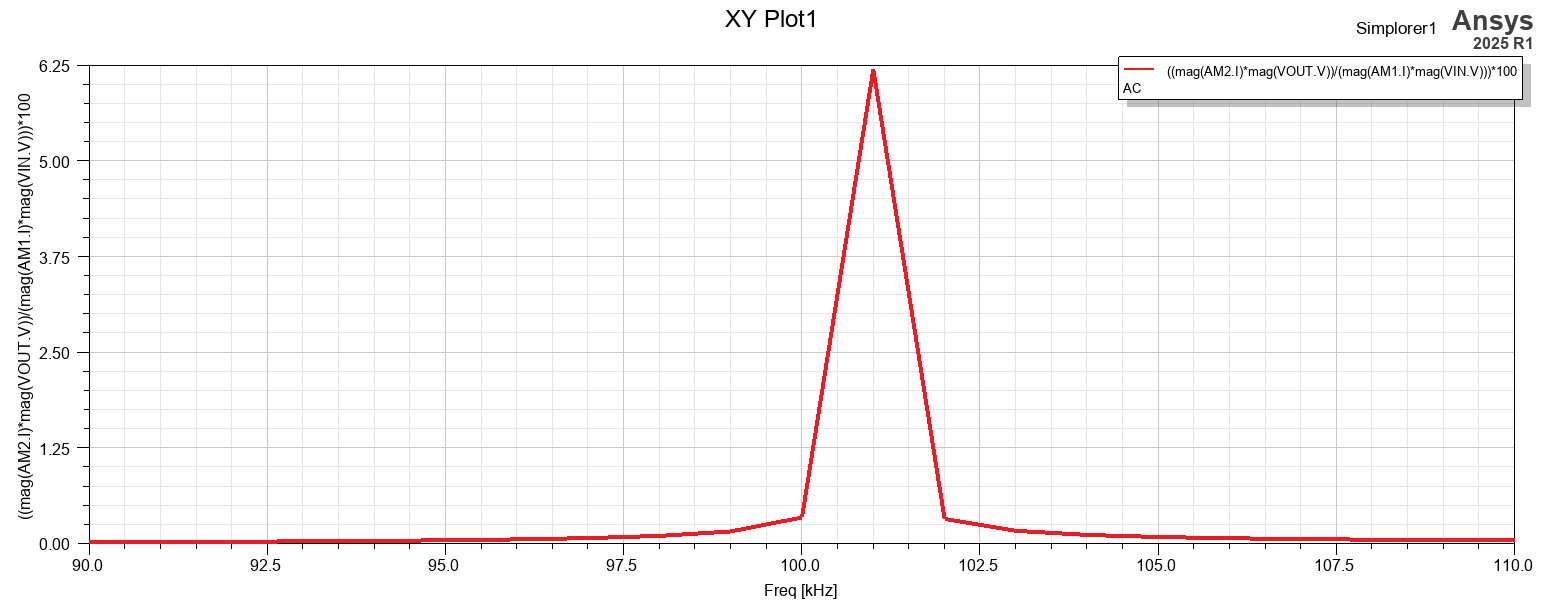 XY Plot1
Simplorer1
Ansys
2025 R1
((mag(AM2.I)*mag(VOUT.V))/(mag(AM1.I)*mag(VIN.V)))*100
AC
((mag(AM2.I)*mag(VOUT.V))/(mag(AM1.I)*mag(VIN.V)))*100
6.25
5.00
3.75
2.50
1.25
0.00
90.0
92.5
95.0
97.5
100.0
102.5
105.0
107.5
110.0
Freq [kHz]